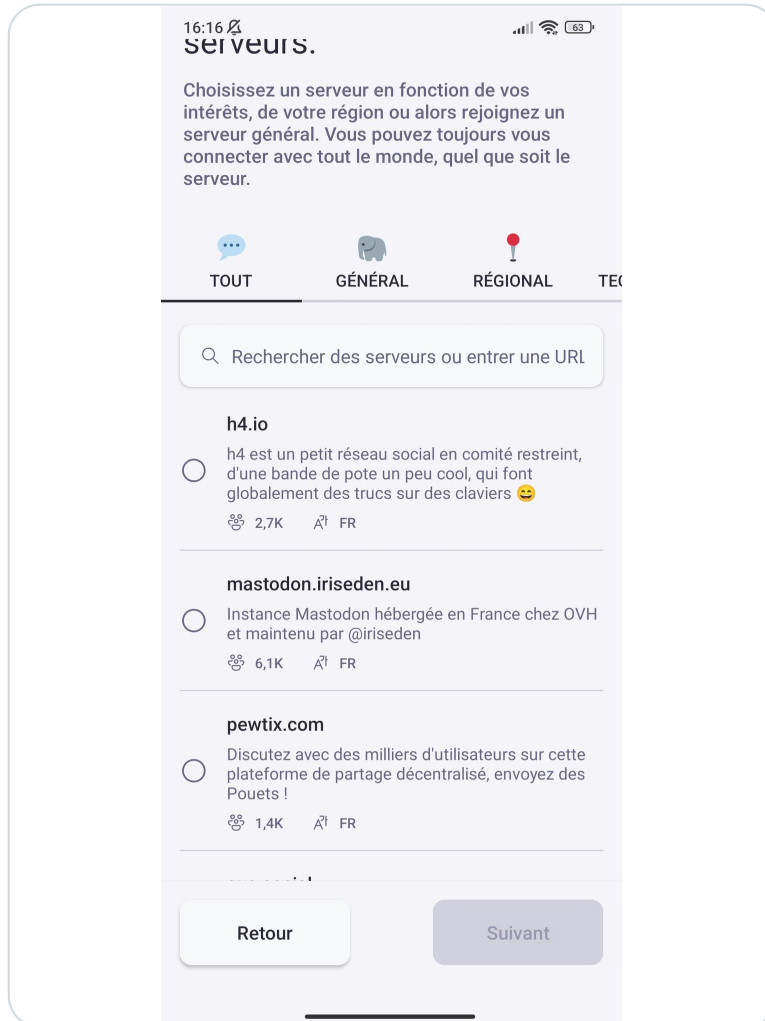 16:16
63
serveurs.
Choisissez un serveur en fonction de vos
intérêts, de votre région ou alors rejoignez un
serveur général. Vous pouvez toujours vous
connecter avec tout le monde, quel que soit le
serveur.
TOUT
GÉNÉRAL
RÉGIONAL
Rechercher des serveurs ou entrer une URL
h4.io
h4 est un petit réseau social en comité restreint,
d'une bande de pote un peu cool, qui font
globalement des trucs sur des claviers 😄
2,7K FR
mastodon.iriseden.eu
Instance Mastodon hébergée en France chez OVH
et maintenu par @iriseden
6,1K FR
pewtix.com
Discutez avec des milliers d'utilisateurs sur cette
plateforme de partage décentralisé, envoyez des
Pouets !
1,4K FR
Retour
Suivant